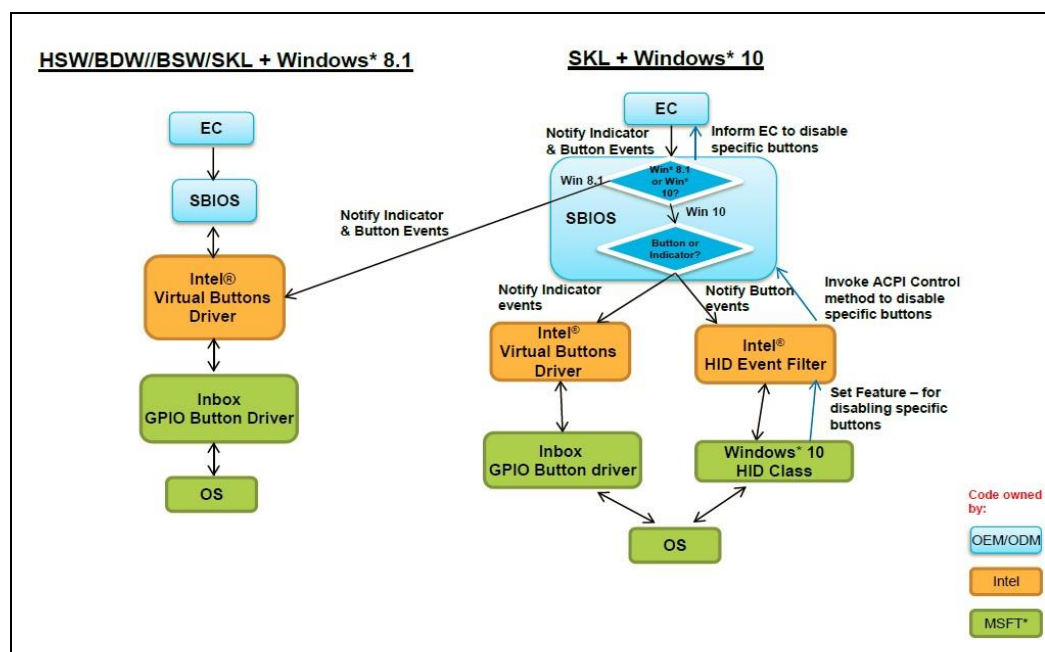 HSW/BDW//BSW/SKL + Windows* 8.1
EC
SBIOS
Intel®
Virtual Buttons
Driver
Inbox
GPIO Button Driver
OS
Notify Indicator
& Button Events
SKL + Windows* 10
EC
Notify Indicator
& Button Events
Inform EC to disable
specific buttons
Win 8.1
Win* 8.1
or Win*
10?
SBIOS
Win 10
Button or
Indicator?
Notify Indicator
events
Notify Button
events
Invoke ACPI Control
method to disable
specific buttons
Intel®
Virtual Buttons
Driver
Intel®
HID Event Filter
Set Feature – for
disabling specific
buttons
Inbox
GPIO Button driver
Windows* 10
HID Class
OS
Code owned
by:
OEM/ODM
Intel
MSFT*